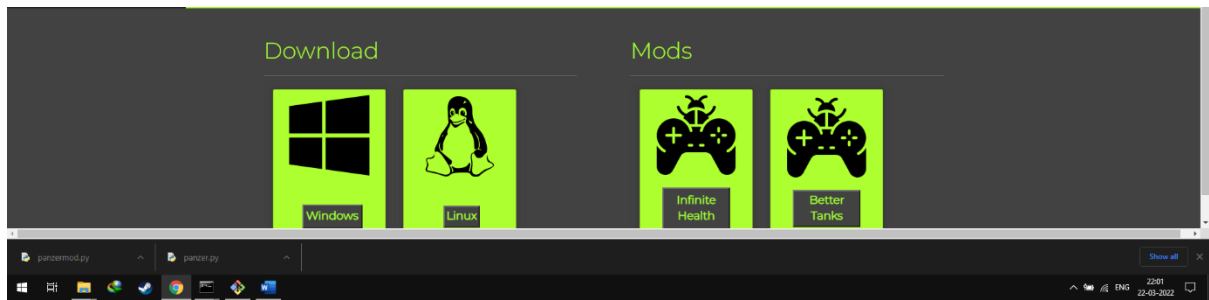 Download
Mods
Windows
Linux
Infinite
Health
Better
Tanks
panzermod.py
panzer.py
Show all
ENG
22:01
22-03-2022